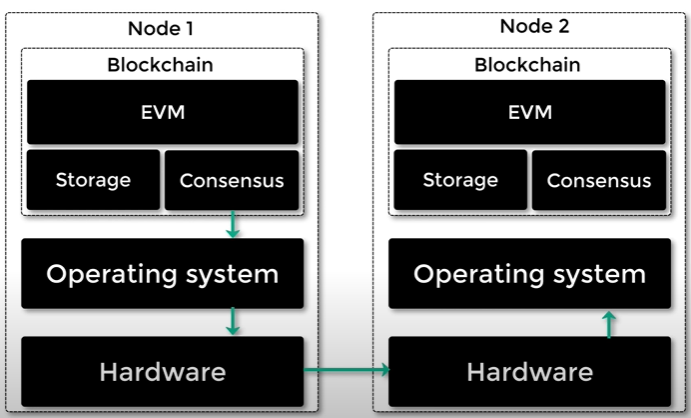 Node 1
Blockchain
EVM
Storage
Consensus
Operating system
Hardware
Node 2
Blockchain
EVM
Storage
Consensus
Operating system
Hardware